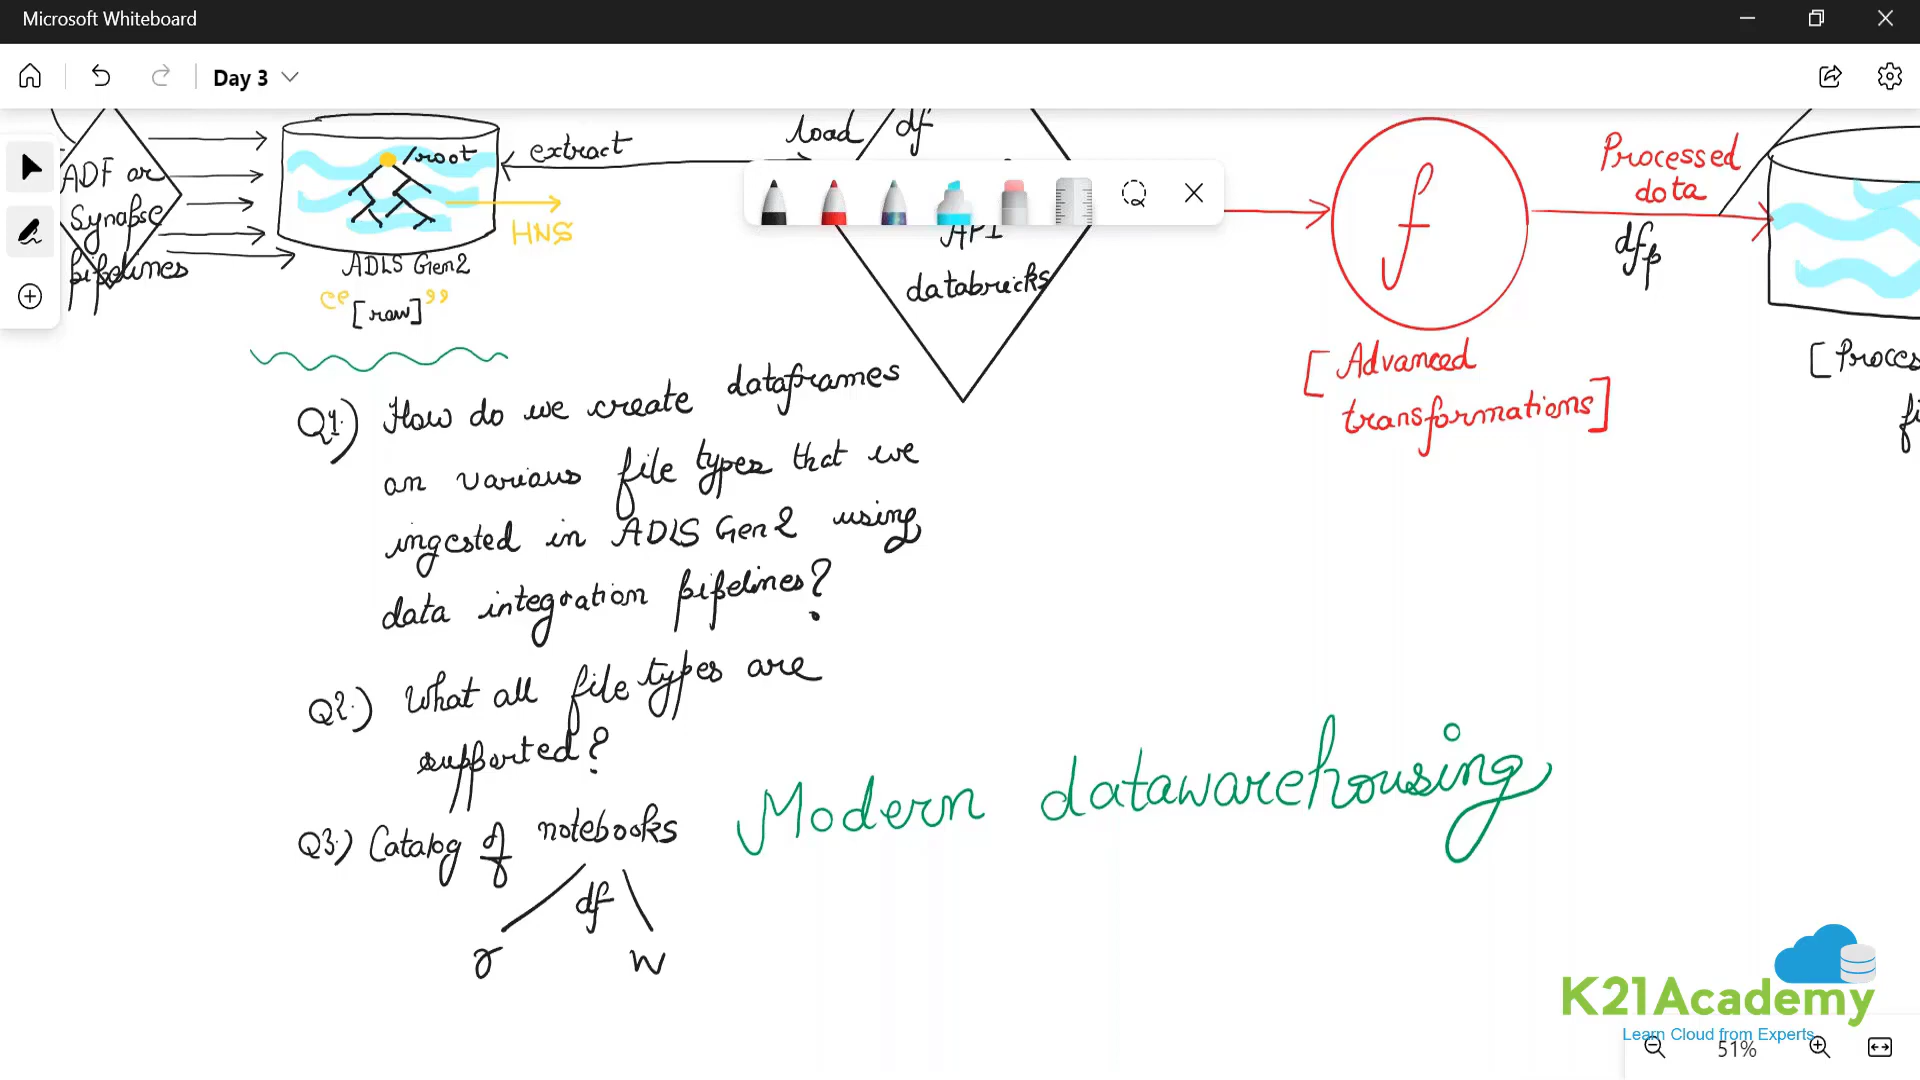 Microsoft Whiteboard
Day 3
ADF or
Synapse
pipelines
/root
HNS
ADLS Gen2
"[raw]"
extract
load
df
API
databricks
f
[Advanced
transformations]
Processed
data
dfp
[Proces
fi
Q1.) How do we create dataframes
on various file types that we
ingested in ADLS Gen2 using
data integration pipelines?
Q2.) What all file types are
supported?
Q3.) Catalog of notebooks
df
r w
Modern datawarehousing
K21Academy
Learn Cloud from Experts
51%